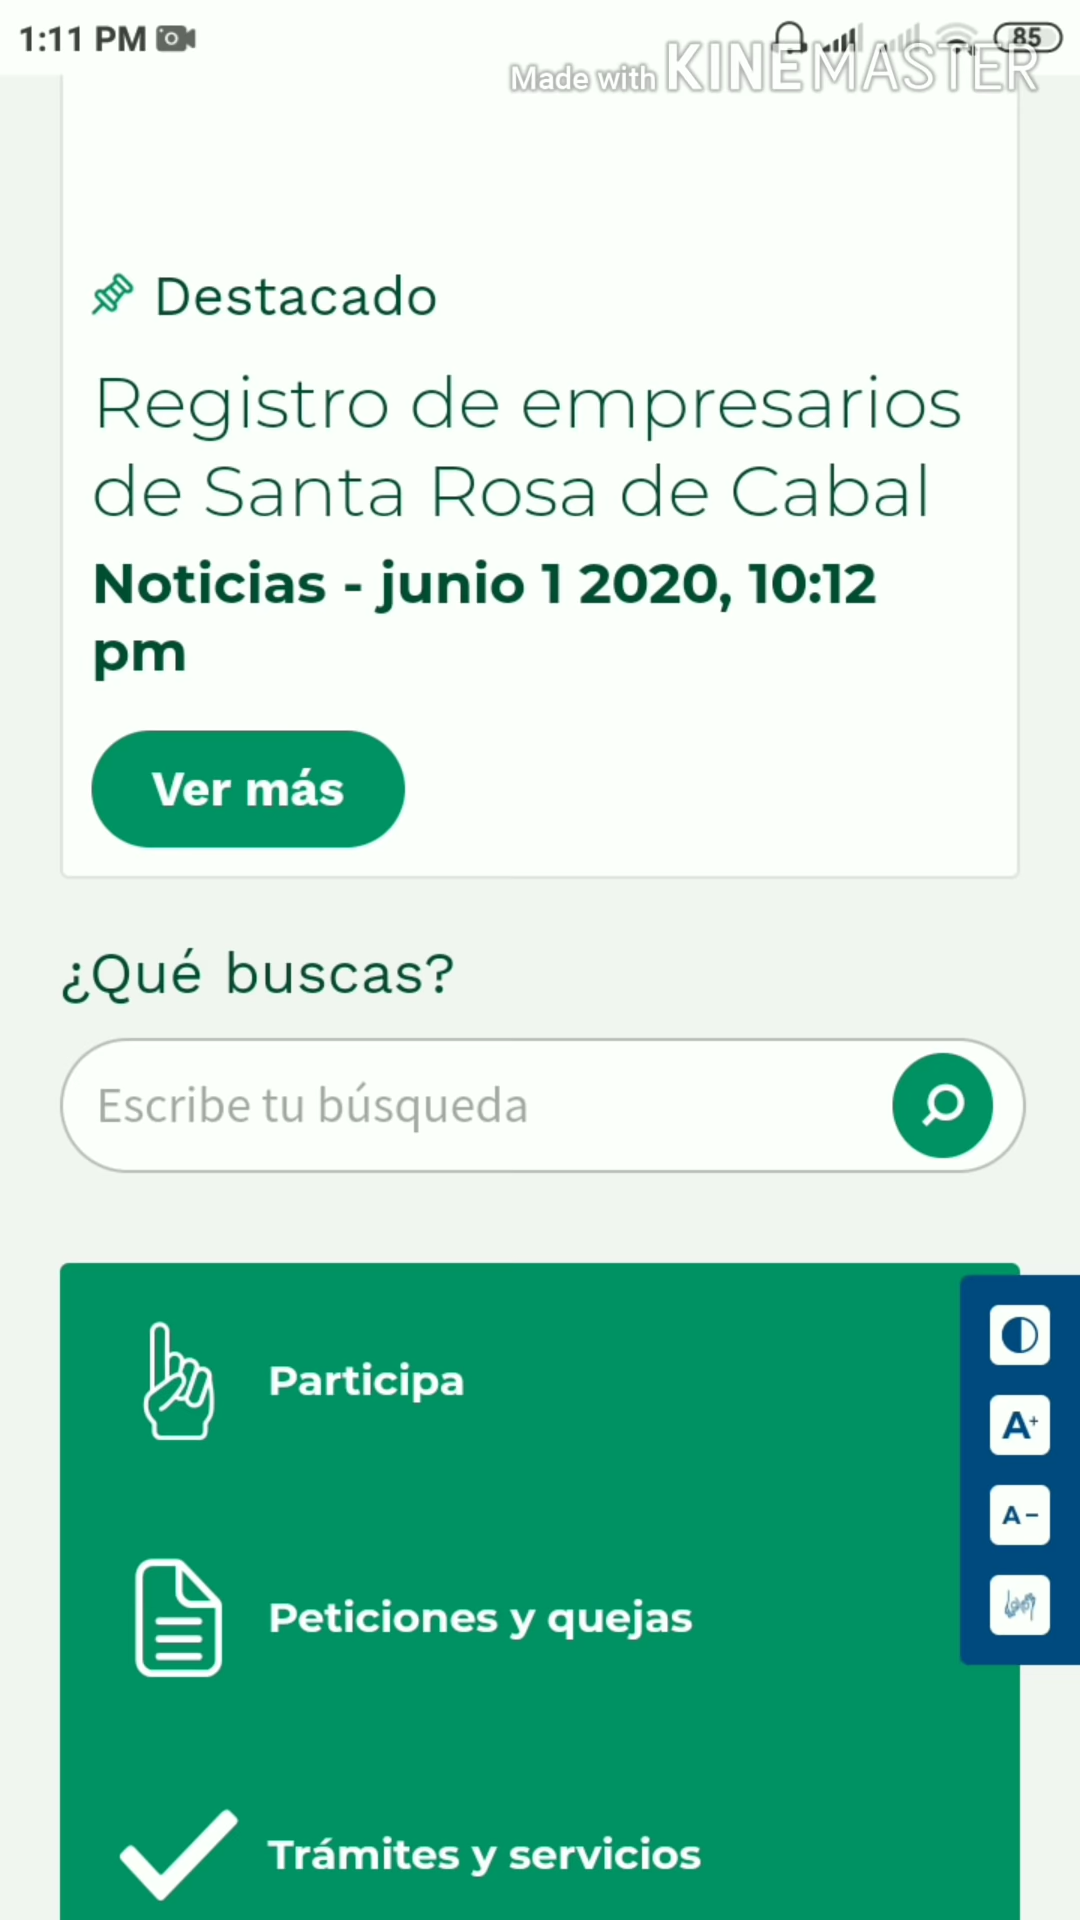 1:11 PM
85
Made with KINEMASTER
Destacado
Registro de empresarios
de Santa Rosa de Cabal
Noticias - junio 1 2020, 10:12
pm
Ver más
¿Qué buscas?
Escribe tu búsqueda
Participa
A+
A-
Peticiones y quejas
Trámites y servicios